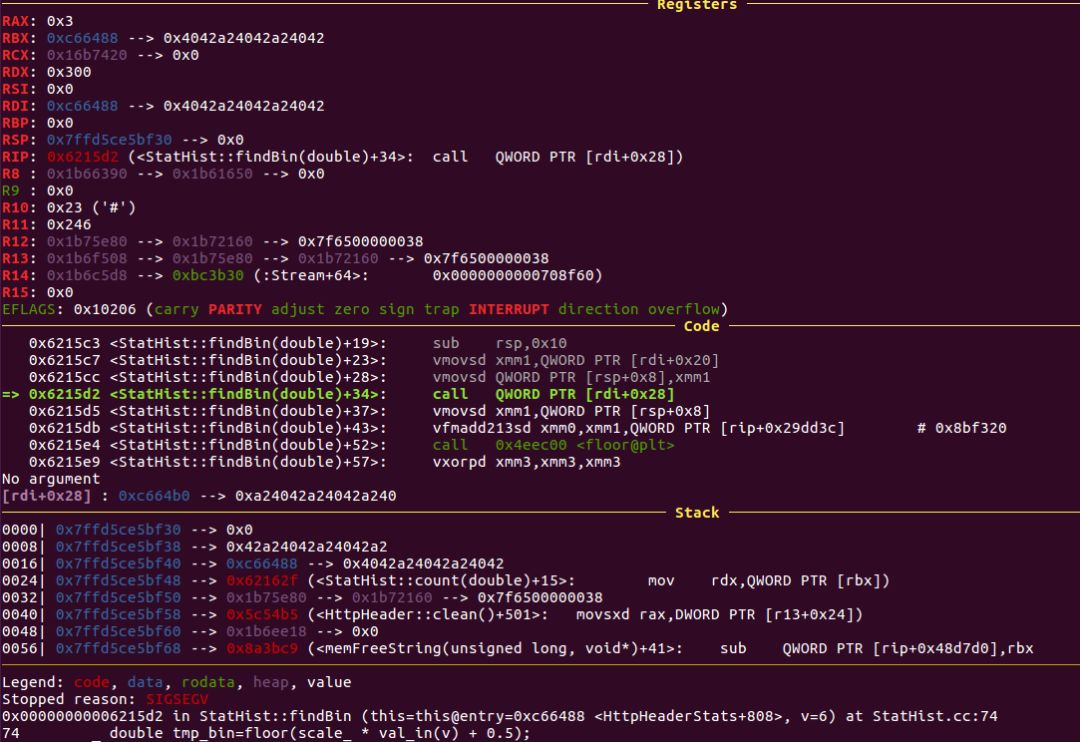 Registers
RAX: 0x3
RBX: 0xc66488 --> 0x4042a24042a24042
RCX: 0x16b7420 --> 0x0
RDX: 0x300
RSI: 0x0
RDI: 0xc66488 --> 0x4042a24042a24042
RBP: 0x0
RSP: 0x7ffd5ce5bf30 --> 0x0
RIP: 0x6215d2 (<StatHist::findBin(double)+34>: call QWORD PTR [rdi+0x28])
R8 : 0x1b66390 --> 0x1b61650 --> 0x0
R9 : 0x0
R10: 0x23 ('#')
R11: 0x246
R12: 0x1b75e80 --> 0x1b72160 --> 0x7f6500000038
R13: 0x1b6f508 --> 0x1b75e80 --> 0x1b72160 --> 0x7f6500000038
R14: 0x1b6c5d8 --> 0xbc3b30 (:Stream+64>: 0x0000000000708f60)
R15: 0x0
EFLAGS: 0x10206 (carry PARITY adjust zero sign trap INTERRUPT direction overflow)
Code
0x6215c3 <StatHist::findBin(double)+19>: sub rsp,0x10
0x6215c7 <StatHist::findBin(double)+23>: vmovsd xmm1,QWORD PTR [rdi+0x20]
0x6215cc <StatHist::findBin(double)+28>: vmovsd QWORD PTR [rsp+0x8],xmm1
=> 0x6215d2 <StatHist::findBin(double)+34>: call QWORD PTR [rdi+0x28]
0x6215d5 <StatHist::findBin(double)+37>: vmovsd xmm1,QWORD PTR [rsp+0x8]
0x6215db <StatHist::findBin(double)+43>: vfmadd213sd xmm0,xmm1,QWORD PTR [rip+0x29dd3c] # 0x8bf320
0x6215e4 <StatHist::findBin(double)+52>: call 0x4eec00 <floor@plt>
0x6215e9 <StatHist::findBin(double)+57>: vxorpd xmm3,xmm3,xmm3
No argument
[rdi+0x28] : 0xc664b0 --> 0xa24042a24042a240
Stack
0000| 0x7ffd5ce5bf30 --> 0x0
0008| 0x7ffd5ce5bf38 --> 0x42a24042a24042a2
0016| 0x7ffd5ce5bf40 --> 0xc66488 --> 0x4042a24042a24042
0024| 0x7ffd5ce5bf48 --> 0x62162f (<StatHist::count(double)+15>: mov rdx,QWORD PTR [rbx])
0032| 0x7ffd5ce5bf50 --> 0x1b75e80 --> 0x1b72160 --> 0x7f6500000038
0040| 0x7ffd5ce5bf58 --> 0x5c54b5 (<HttpHeader::clean()+501>: movsxd rax,DWORD PTR [r13+0x24])
0048| 0x7ffd5ce5bf60 --> 0x1b6ee18 --> 0x0
0056| 0x7ffd5ce5bf68 --> 0x8a3bc9 (<memFreeString(unsigned long, void*)+41>: sub QWORD PTR [rip+0x48d7d0],rbx
Legend: code, data, rodata, heap, value
Stopped reason: SIGSEGV
0x00000000006215d2 in StatHist::findBin (this=this@entry=0xc66488 <HttpHeaderStats+808>, v=6) at StatHist.cc:74
74 double tmp_bin=floor(scale_ * val_in(v) + 0.5);